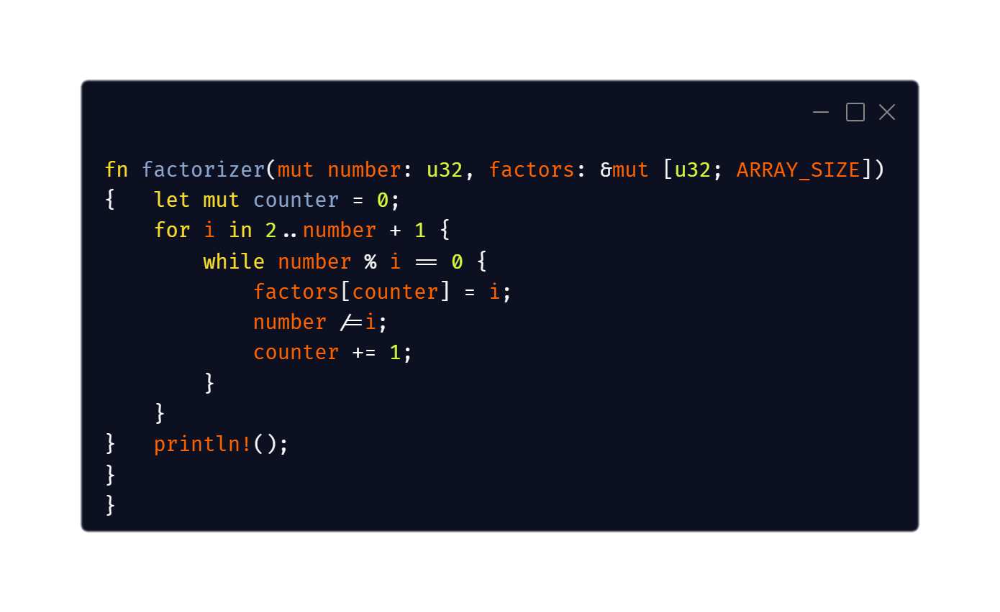 fn factorizer(mut number: u32, factors: &mut [u32; ARRAY_SIZE])
{   let mut counter = 0;
    for i in 2..number + 1 {
        while number % i == 0 {
            factors[counter] = i;
            number /=i;
            counter += 1;
        }
    }
}   println!();
}
}